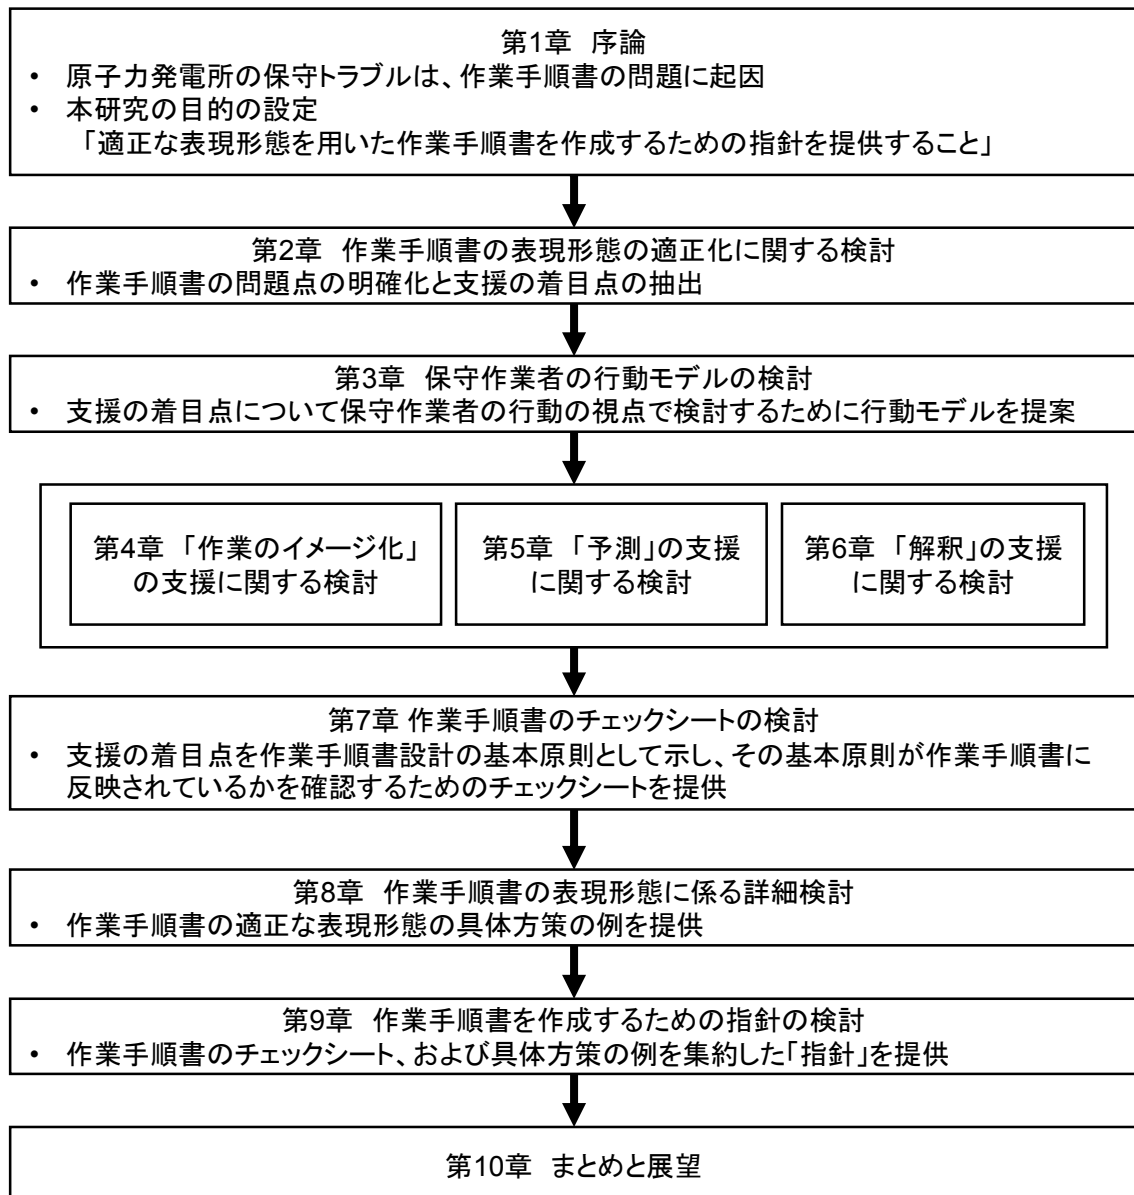 第1章 序論
• 原子力発電所の保守トラブルは、作業手順書の問題に起因
• 本研究の目的の設定
「適正な表現形態を用いた作業手順書を作成するための指針を提供すること」
第2章 作業手順書の表現形態の適正化に関する検討
• 作業手順書の問題点の明確化と支援の着目点の抽出
第3章 保守作業者の行動モデルの検討
• 支援の着目点について保守作業者の行動の視点で検討するために行動モデルを提案
第4章 「作業のイメージ化」
の支援に関する検討
第5章 「予測」の支援
に関する検討
第6章 「解釈」の支援
に関する検討
第7章 作業手順書のチェックシートの検討
• 支援の着目点を作業手順書設計の基本原則として示し、その基本原則が作業手順書に
反映されているかを確認するためのチェックシートを提供
第8章 作業手順書の表現形態に係る詳細検討
• 作業手順書の適正な表現形態の具体方策の例を提供
第9章 作業手順書を作成するための指針の検討
• 作業手順書のチェックシート、および具体方策の例を集約した「指針」を提供
第10章 まとめと展望